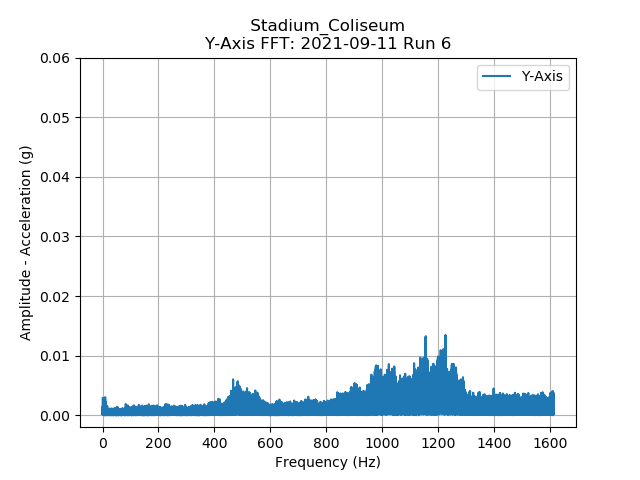 Stadium_Coliseum
Y-Axis FFT: 2021-09-11 Run 6
Y-Axis
0.06
0.05
0.04
0.03
0.02
0.01
0.00
Amplitude - Acceleration (g)
0 200 400 600 800 1000 1200 1400 1600
Frequency (Hz)